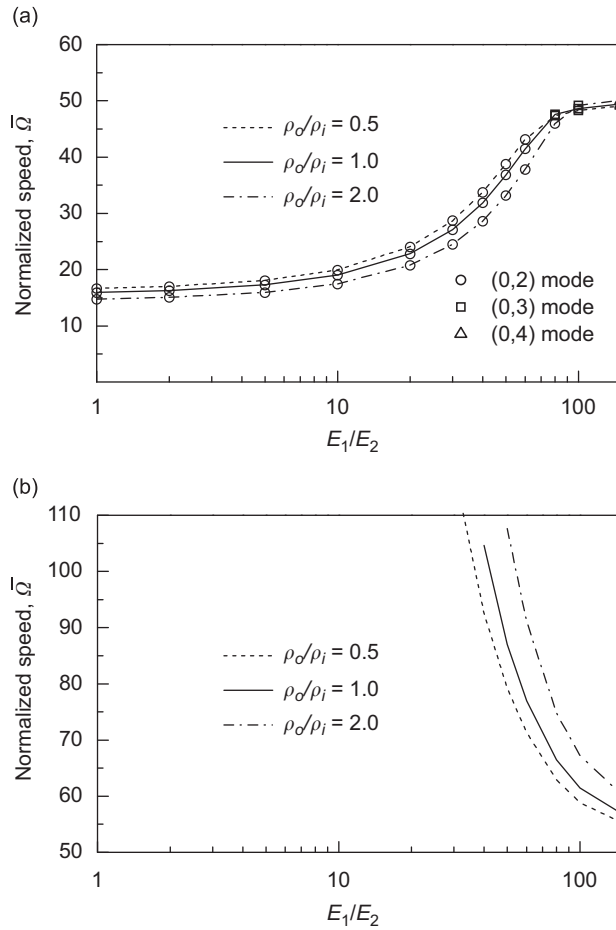 (a)
60
50
40
30
20
10
Normalized speed, Ω̅
ρₒ/ρᵢ = 0.5
ρₒ/ρᵢ = 1.0
ρₒ/ρᵢ = 2.0
(0,2) mode
(0,3) mode
(0,4) mode
1 10 100
E₁/E₂
(b)
110
100
90
80
70
60
50
Normalized speed, Ω̅
ρₒ/ρᵢ = 0.5
ρₒ/ρᵢ = 1.0
ρₒ/ρᵢ = 2.0
1 10 100
E₁/E₂